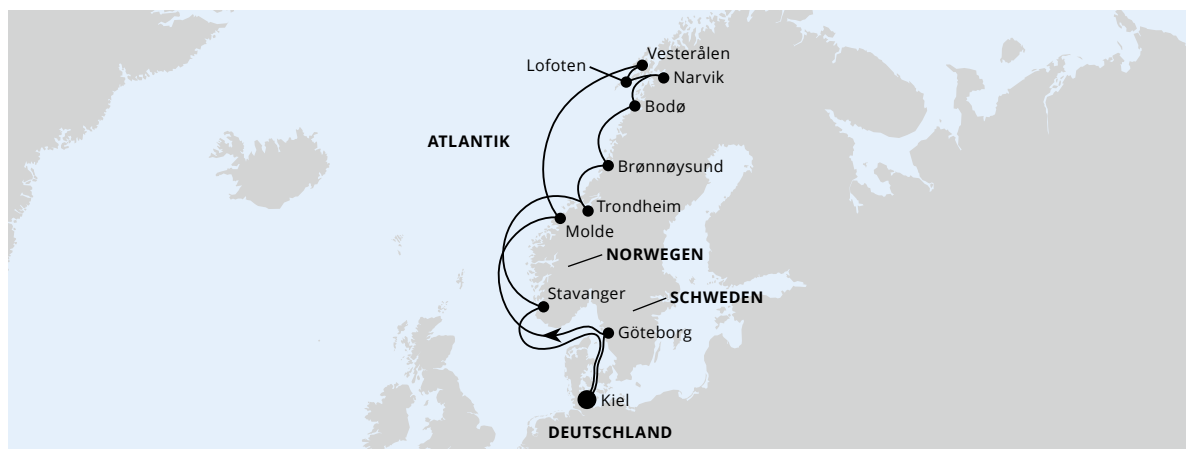 Vesterålen
Lofoten
Narvik
Bodø
ATLANTIK
Brønnøysund
Trondheim
Molde
NORWEGEN
Stavanger
SCHWEDEN
Göteborg
Kiel
DEUTSCHLAND